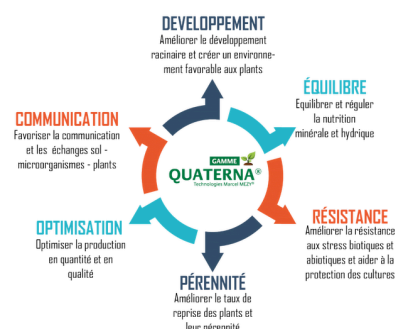 DEVELOPPEMENT
Améliorer le développement
racinaire et créer un environne-
ment favorable aux plants
ÉQUILIBRE
Equilibrer et réguler
la nutrition
minérale et hydrique
RÉSISTANCE
Améliorer la résistance
aux stress biotiques et
abiotiques et aider à la
protection des cultures
PÉRENNITÉ
Améliorer le taux de
reprise des plants et
leur pérennité
OPTIMISATION
Optimiser la production
en quantité et en
qualité
COMMUNICATION
Favoriser la communication
et les échanges sol -
microorganismes - plants
GAMME
QUATERNA®
Technologies Marcel MEZY®